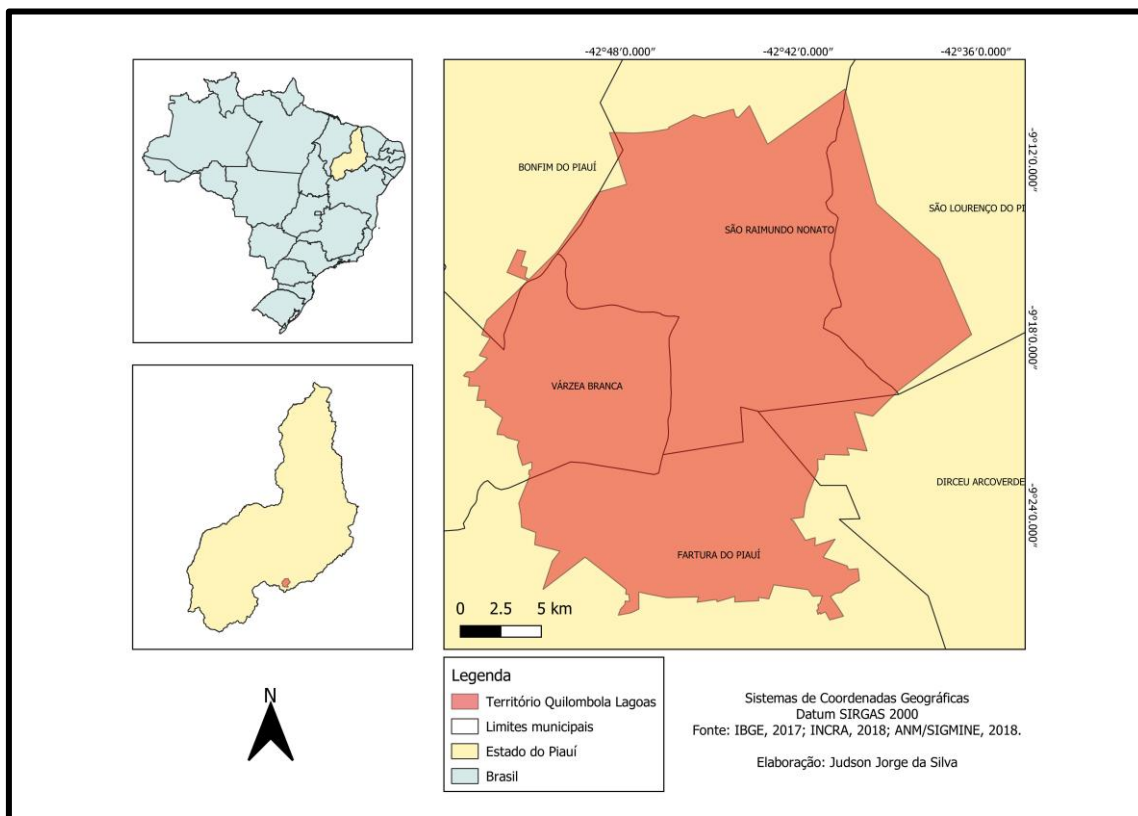 -42°48'0.000"
-42°42'0.000"
-42°36'0.000"
-9°12'0.000"
-9°18'0.000"
-9°24'0.000"
BONFIM DO PIAUÍ
SÃO LOURENÇO DO PI
SÃO RAIMUNDO NONATO
VÁRZEA BRANCA
DIRCEU ARCOVERDE
FARTURA DO PIAUÍ
0 2.5 5 km
N
Legenda
Território Quilombola Lagoas
Limites municipais
Estado do Piauí
Brasil
Sistemas de Coordenadas Geográficas
Datum SIRGAS 2000
Fonte: IBGE, 2017; INCRA, 2018; ANM/SIGMINE, 2018.
Elaboração: Judson Jorge da Silva